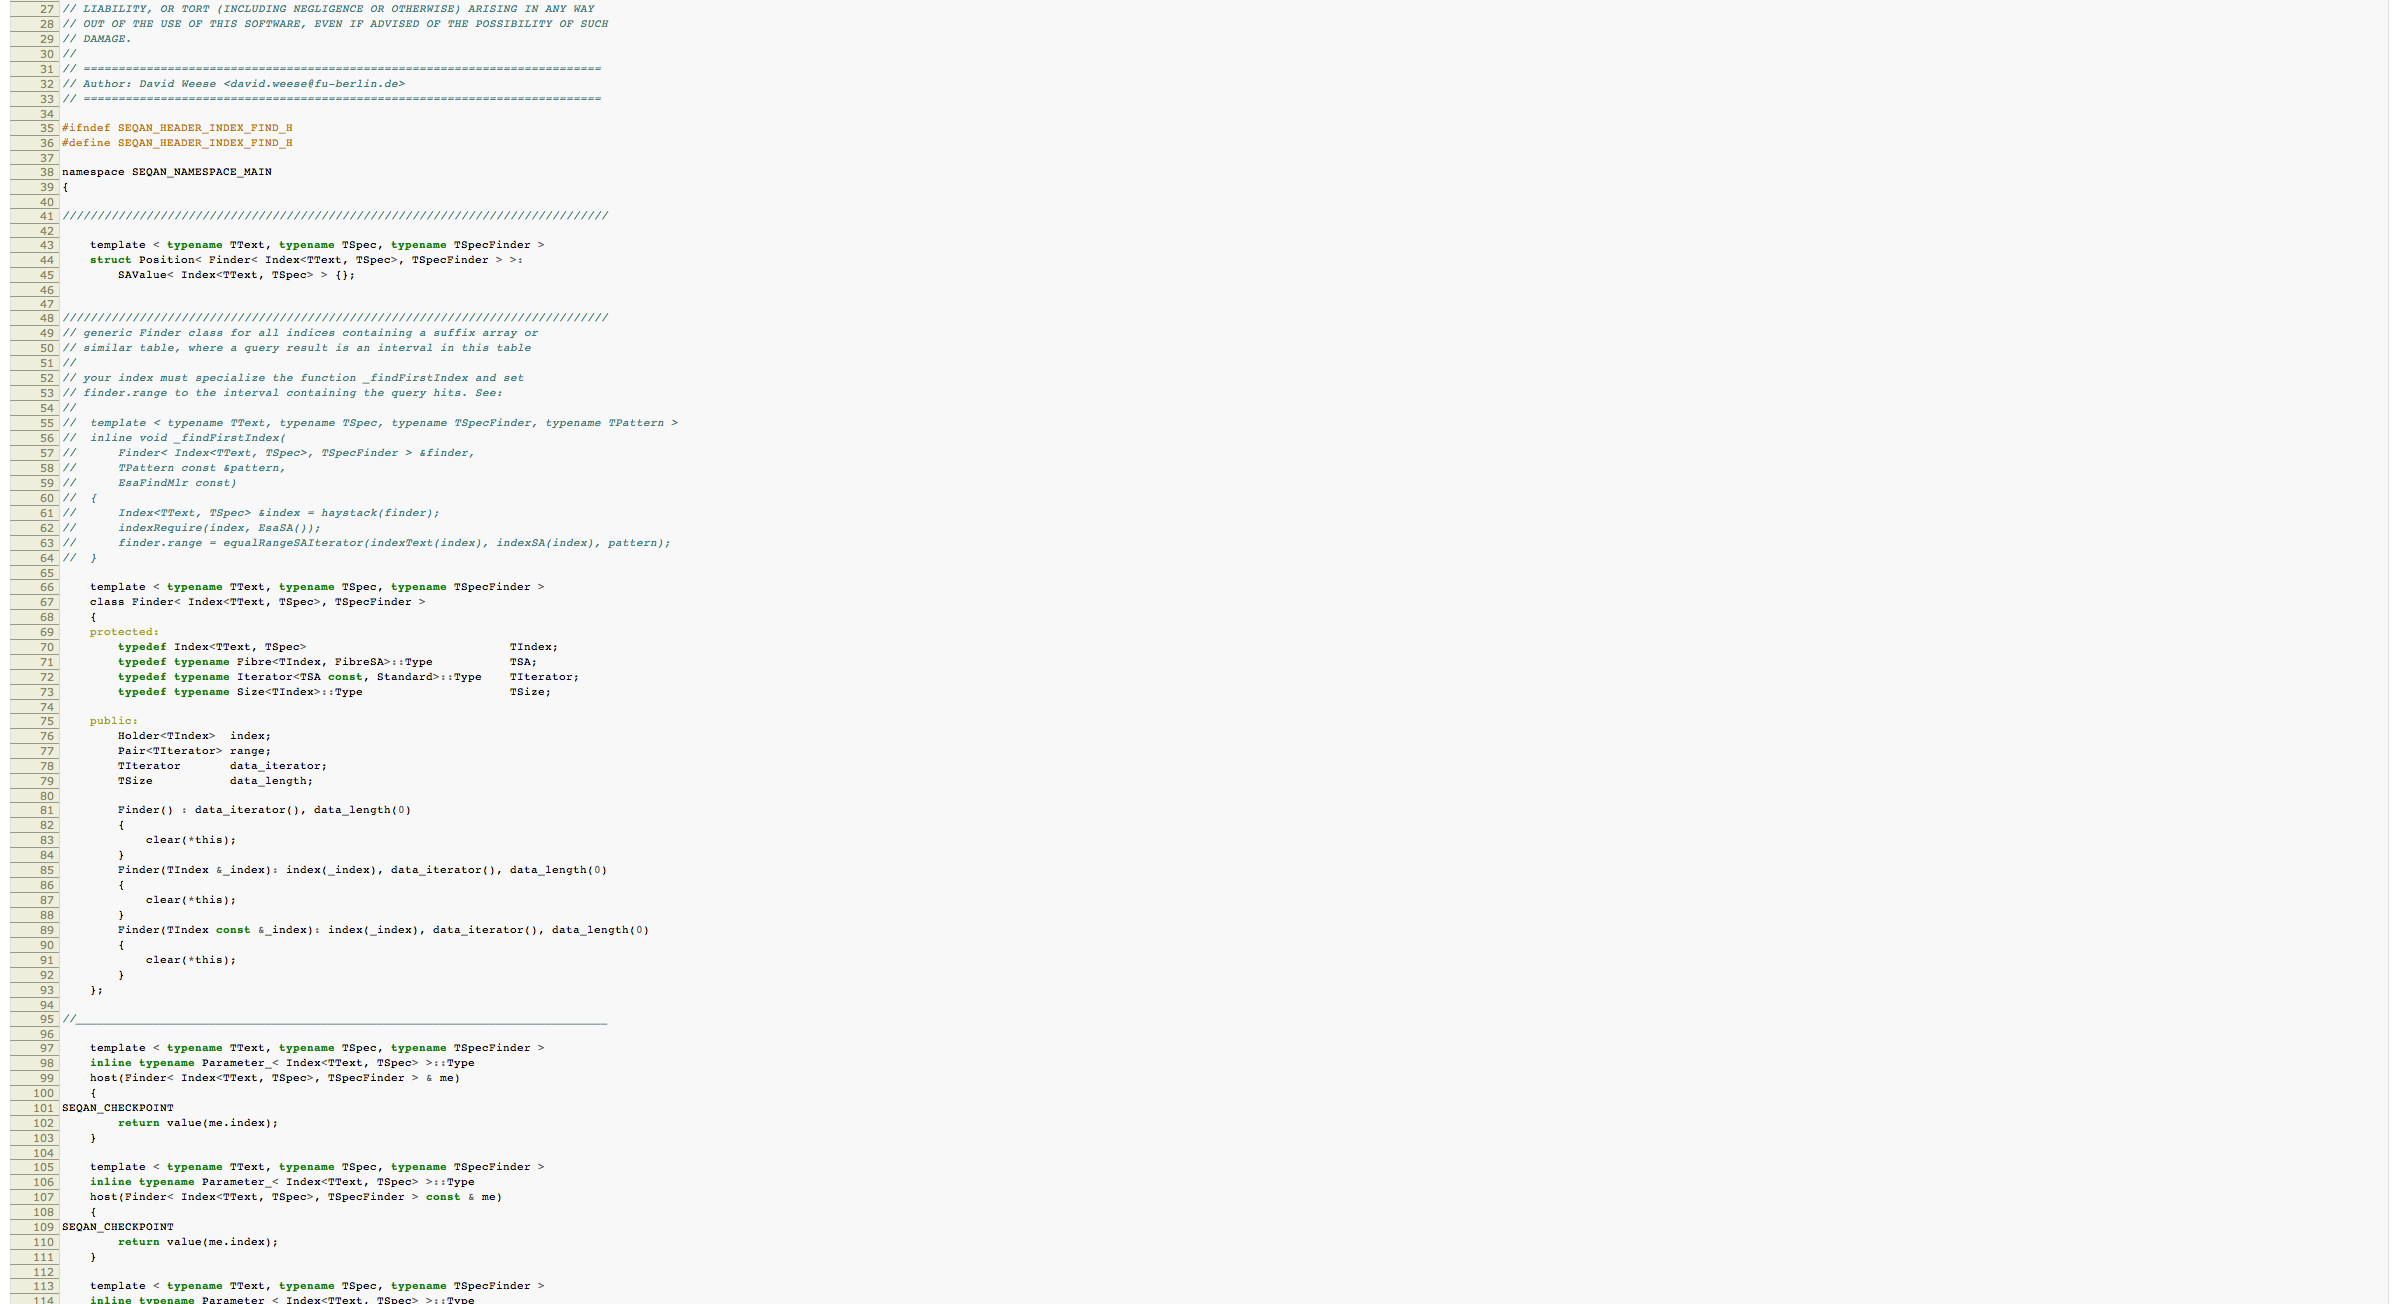 27 // LIABILITY, OR TORT (INCLUDING NEGLIGENCE OR OTHERWISE) ARISING IN ANY WAY
28 // OUT OF THE USE OF THIS SOFTWARE, EVEN IF ADVISED OF THE POSSIBILITY OF SUCH
29 // DAMAGE.
30 //
31 // ==========================================================================
32 // Author: David Weese <david.weese@fu-berlin.de>
33 // ==========================================================================
34
35 #ifndef SEQAN_HEADER_INDEX_FIND_H
36 #define SEQAN_HEADER_INDEX_FIND_H
37
38 namespace SEQAN_NAMESPACE_MAIN
39 {
40
41 //////////////////////////////////////////////////////////////////////////////
42
43     template < typename TText, typename TSpec, typename TSpecFinder >
44     struct Position< Finder< Index<TText, TSpec>, TSpecFinder > >:
45         SAValue< Index<TText, TSpec> > {};
46
47
48 //////////////////////////////////////////////////////////////////////////////
49 // generic Finder class for all indices containing a suffix array or
50 // similar table, where a query result is an interval in this table
51 //
52 // your index must specialize the function _findFirstIndex and set
53 // finder.range to the interval containing the query hits. See:
54 //
55 //  template < typename TText, typename TSpec, typename TSpecFinder, typename TPattern >
56 //  inline void _findFirstIndex(
57 //      Finder< Index<TText, TSpec>, TSpecFinder > &finder,
58 //      TPattern const &pattern,
59 //      EsaFindMlr const)
60 //  {
61 //      Index<TText, TSpec> &index = haystack(finder);
62 //      indexRequire(index, EsaSA());
63 //      finder.range = equalRangeSAIterator(indexText(index), indexSA(index), pattern);
64 //  }
65
66     template < typename TText, typename TSpec, typename TSpecFinder >
67     class Finder< Index<TText, TSpec>, TSpecFinder >
68     {
69     protected:
70         typedef Index<TText, TSpec>                             TIndex;
71         typedef typename Fibre<TIndex, FibreSA>::Type           TSA;
72         typedef typename Iterator<TSA const, Standard>::Type    TIterator;
73         typedef typename Size<TIndex>::Type                     TSize;
74
75     public:
76         Holder<TIndex>  index;
77         Pair<TIterator> range;
78         TIterator       data_iterator;
79         TSize           data_length;
80
81         Finder() : data_iterator(), data_length(0)
82         {
83             clear(*this);
84         }
85         Finder(TIndex &_index): index(_index), data_iterator(), data_length(0)
86         {
87             clear(*this);
88         }
89         Finder(TIndex const &_index): index(_index), data_iterator(), data_length(0)
90         {
91             clear(*this);
92         }
93     };
94
95 //____________________________________________________________________________
96
97     template < typename TText, typename TSpec, typename TSpecFinder >
98     inline typename Parameter_< Index<TText, TSpec> >::Type
99     host(Finder< Index<TText, TSpec>, TSpecFinder > & me)
100     {
101 SEQAN_CHECKPOINT
102         return value(me.index);
103     }
104
105     template < typename TText, typename TSpec, typename TSpecFinder >
106     inline typename Parameter_< Index<TText, TSpec> >::Type
107     host(Finder< Index<TText, TSpec>, TSpecFinder > const & me)
108     {
109 SEQAN_CHECKPOINT
110         return value(me.index);
111     }
112
113     template < typename TText, typename TSpec, typename TSpecFinder >
114     inline typename Parameter_< Index<TText, TSpec> >::Type